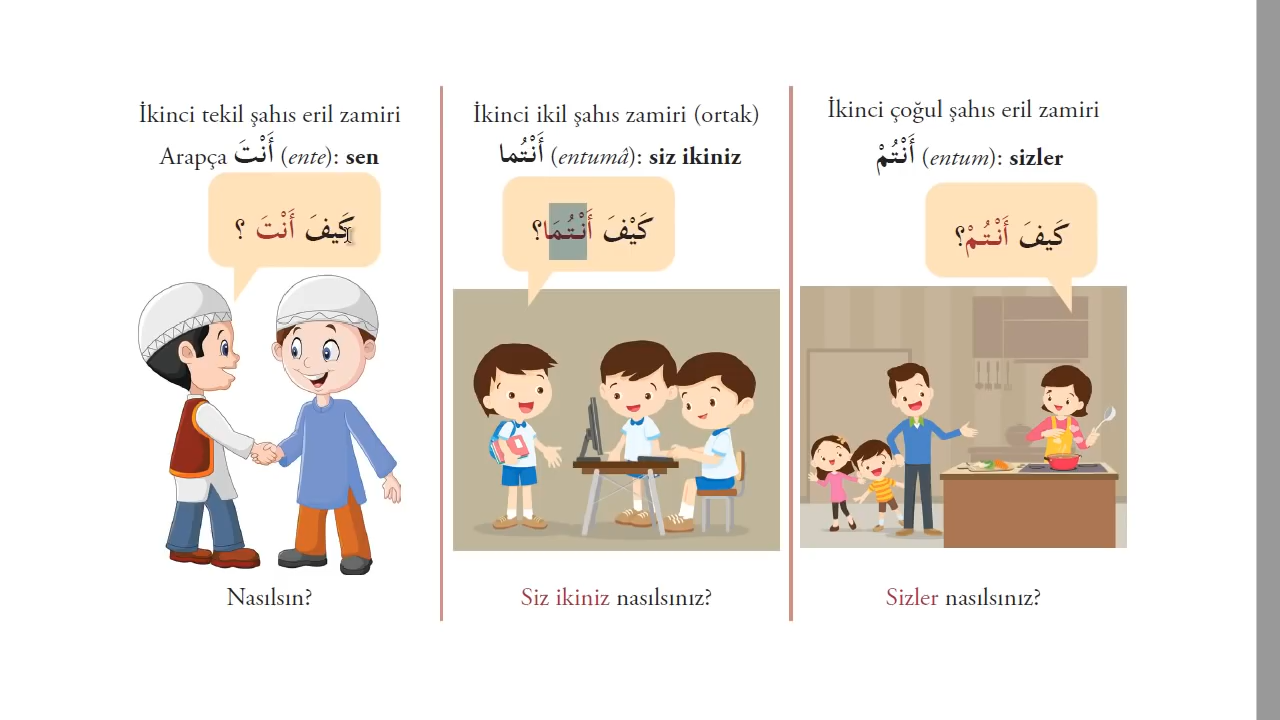 İkinci tekil şahıs eril zamiri
Arapça أَنْتَ (ente): sen
كَيفَ أَنْتَ ؟
Nasılsın?
İkinci ikil şahıs zamiri (ortak)
أَنْتُما (entumâ): siz ikiniz
كَيْفَ أَنْتُمَا؟
Siz ikiniz nasılsınız?
İkinci çoğul şahıs eril zamiri
أَنْتُمْ (entum): sizler
كَيفَ أَنْتُمْ؟
Sizler nasılsınız?